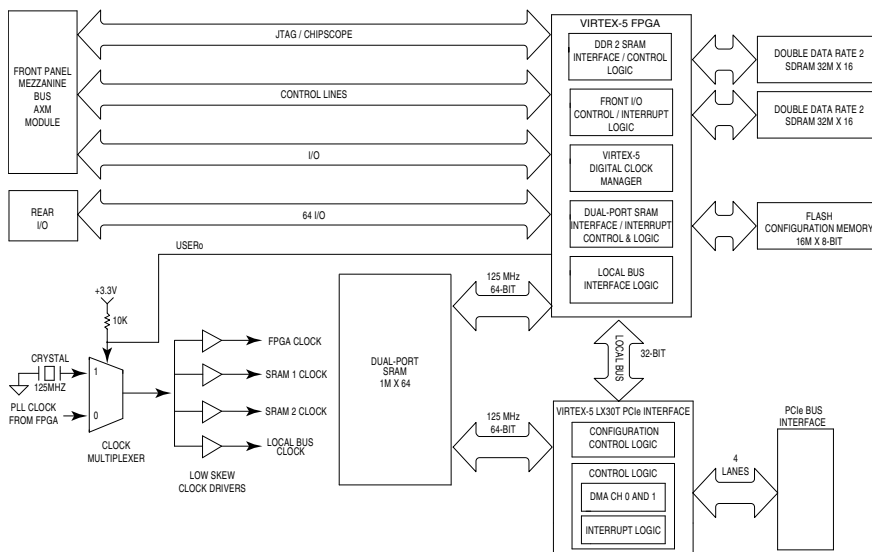 VIRTEX-5 FPGA
JTAG / CHIPSCOPE
FRONT PANEL
MEZZANINE
BUS
AXM
MODULE
CONTROL LINES
I/O
REAR
I/O
64 I/O
USERo
DDR 2 SRAM
INTERFACE / CONTROL
LOGIC
FRONT I/O
CONTROL / INTERRUPT
LOGIC
VIRTEX-5
DIGITAL CLOCK
MANAGER
DUAL-PORT SRAM
INTERFACE / INTERRUPT
CONTROL & LOGIC
LOCAL BUS
INTERFACE LOGIC
DOUBLE DATA RATE 2
SDRAM 32M X 16
DOUBLE DATA RATE 2
SDRAM 32M X 16
FLASH
CONFIGURATION MEMORY
16M X 8-BIT
+3.3V
10K
CRYSTAL
125MHZ
1
0
PLL CLOCK
FROM FPGA
CLOCK
MULTIPLEXER
FPGA CLOCK
SRAM 1 CLOCK
SRAM 2 CLOCK
LOCAL BUS
CLOCK
LOW SKEW
CLOCK DRIVERS
DUAL-PORT
SRAM
1M X 64
125 MHz
64-BIT
LOCAL BUS
32-BIT
125 MHz
64-BIT
VIRTEX-5 LX30T PCIe INTERFACE
CONFIGURATION
CONTROL LOGIC
CONTROL LOGIC
DMA CH 0 AND 1
INTERRUPT LOGIC
4
LANES
PCIe BUS
INTERFACE